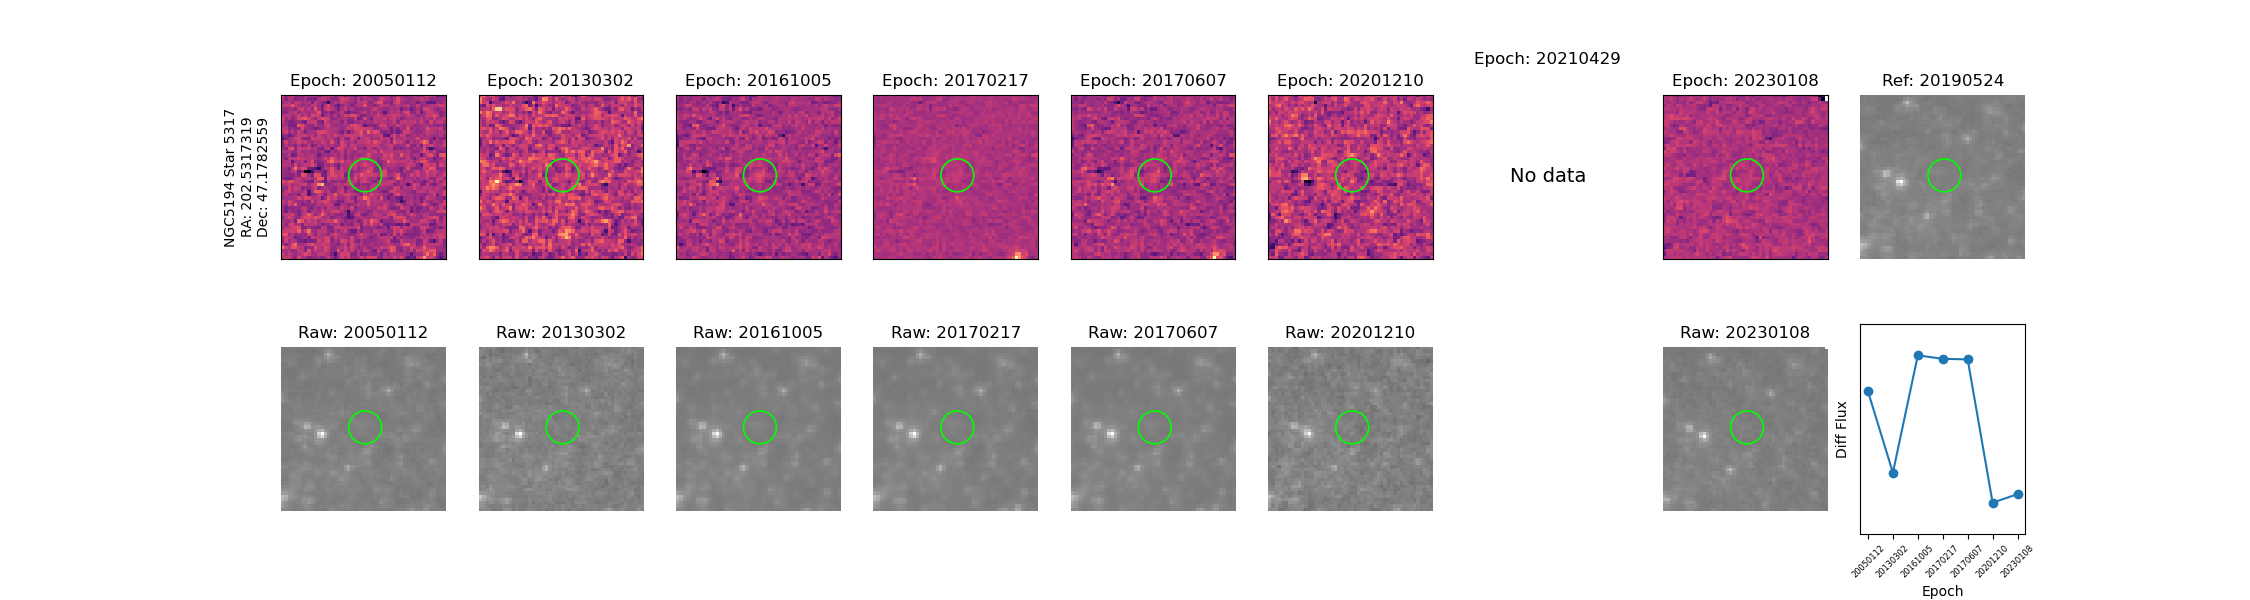 NGC5194 Star 5317
RA: 202.5317319
Dec: 47.1782559
Epoch: 20050112
Epoch: 20130302
Epoch: 20161005
Epoch: 20170217
Epoch: 20170607
Epoch: 20201210
Epoch: 20210429
No data
Epoch: 20230108
Ref: 20190524
Raw: 20050112
Raw: 20130302
Raw: 20161005
Raw: 20170217
Raw: 20170607
Raw: 20201210
Raw: 20230108
Diff Flux
20050112
20130302
20161005
20170217
20170607
20201210
20230108
Epoch